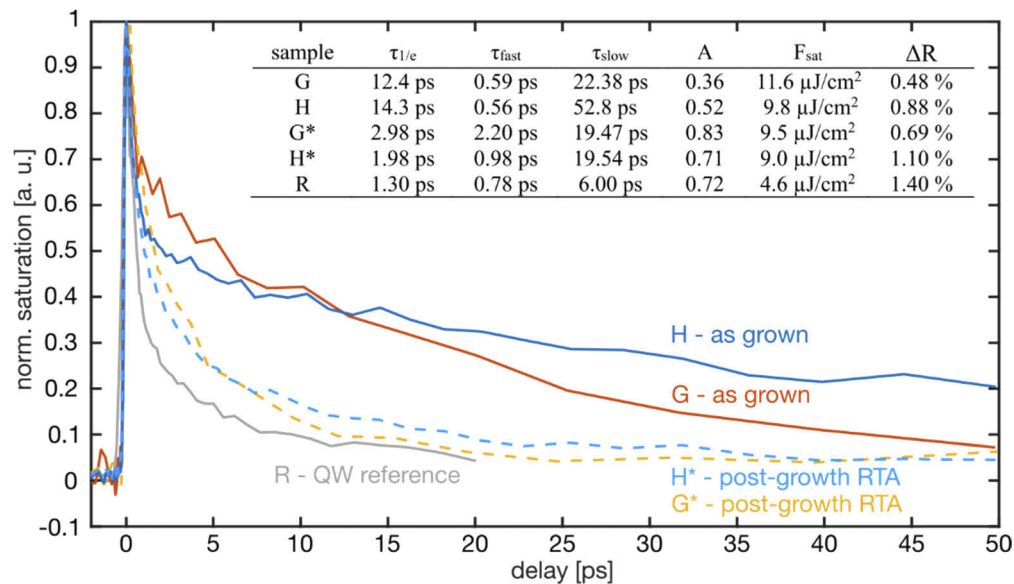 1
0.9
0.8
0.7
0.6
0.5
0.4
0.3
0.2
0.1
0
-0.1
norm. saturation [a. u.]
sample τ1/e τfast τslow A Fsat ΔR
G 12.4 ps 0.59 ps 22.38 ps 0.36 11.6 μJ/cm² 0.48 %
H 14.3 ps 0.56 ps 52.8 ps 0.52 9.8 μJ/cm² 0.88 %
G* 2.98 ps 2.20 ps 19.47 ps 0.83 9.5 μJ/cm² 0.69 %
H* 1.98 ps 0.98 ps 19.54 ps 0.71 9.0 μJ/cm² 1.10 %
R 1.30 ps 0.78 ps 6.00 ps 0.72 4.6 μJ/cm² 1.40 %
H - as grown
G - as grown
R - QW reference
H* - post-growth RTA
G* - post-growth RTA
0 5 10 15 20 25 30 35 40 45 50
delay [ps]